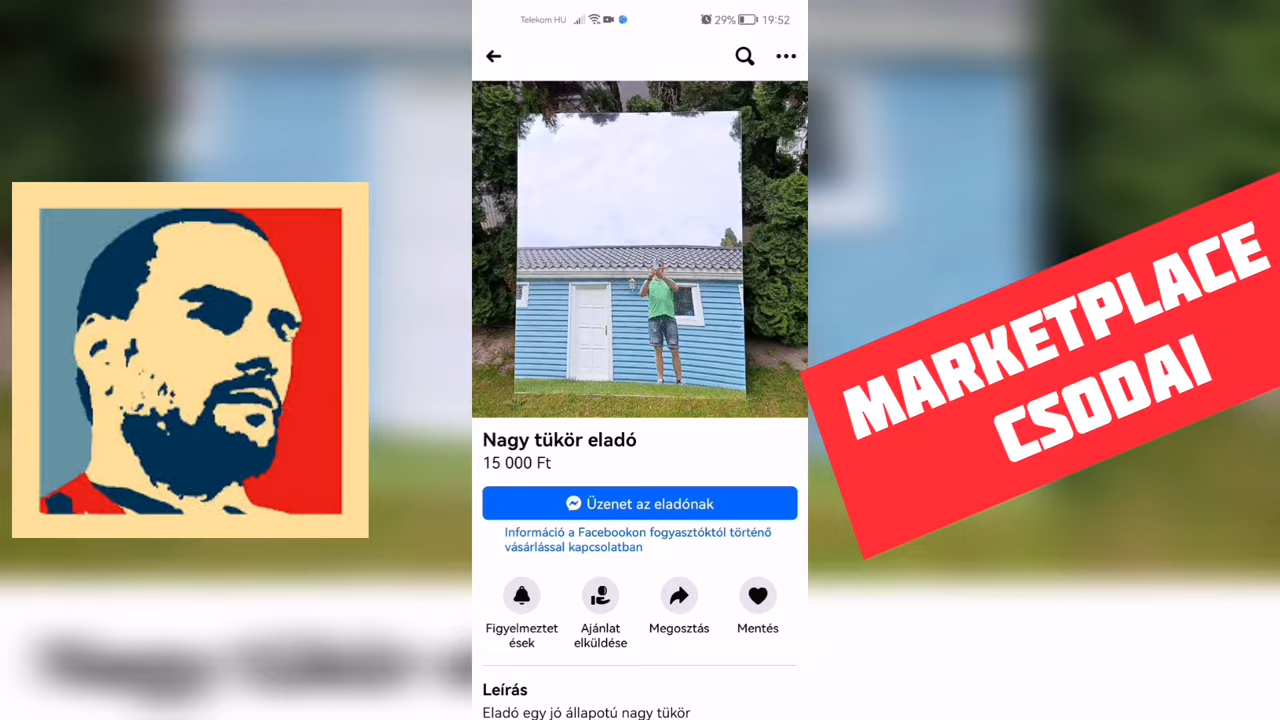 Telekom HU
29%
19:52
Nagy tükör eladó
15 000 Ft
Üzenet az eladónak
Információ a Facebookon fogyasztóktól történő
vásárlással kapcsolatban
Figyelmeztet
ések
Ajánlat
elküldése
Megosztás
Mentés
Leírás
Eladó egy jó állapotú nagy tükör
MARKETPLACE
CSODAI